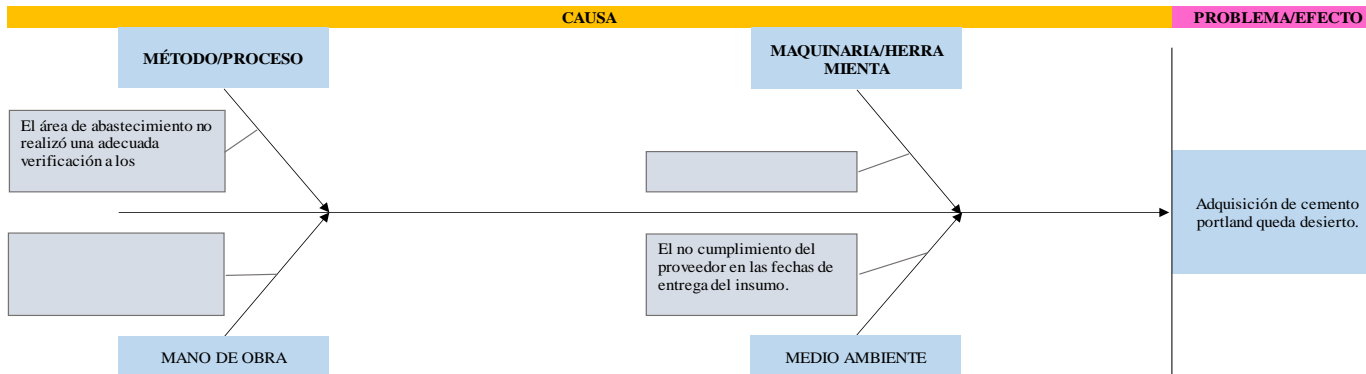 CAUSA
PROBLEMA/EFECTO
MÉTODO/PROCESO
MAQUINARIA/HERRA
MIENTA
El área de abastecimiento no
realizó una adecuada
verificación a los
Adquisición de cemento
portland queda desierto.
El no cumplimiento del
proveedor en las fechas de
entrega del insumo.
MANO DE OBRA
MEDIO AMBIENTE